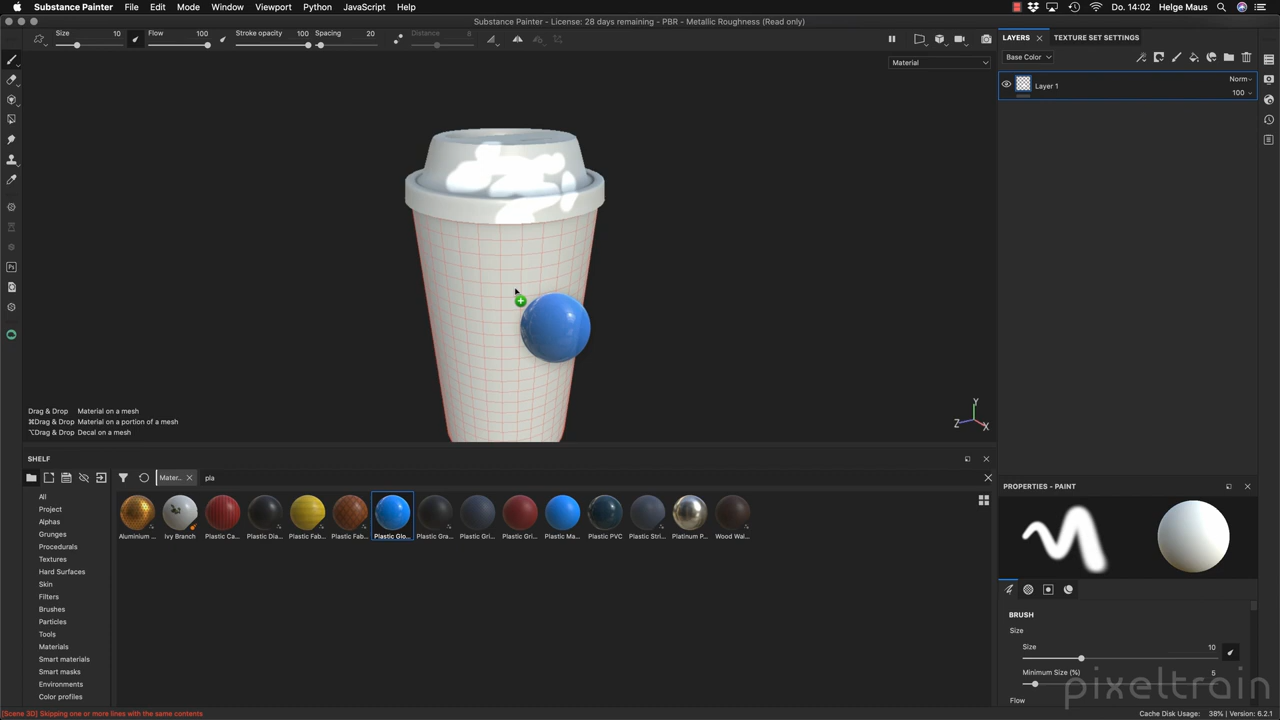 Substance Painter File Edit Mode Window Viewport Python JavaScript Help
Do. 14:02 Helge Maus
Substance Painter - License: 28 days remaining - PBR - Metallic Roughness (Read only)
Size 10 Flow 100 Stroke opacity 100 Spacing 20 Distance 8
LAYERS TEXTURE SET SETTINGS
Material
Base Color
Layer 1
Norm
100
Drag & Drop Material on a mesh
⌘Drag & Drop Material on a portion of a mesh
⌥Drag & Drop Decal on a mesh
Y
Z X
SHELF
Mater... pla
All
Project
Alphas
Grunges
Procedurals
Textures
Hard Surfaces
Skin
Filters
Brushes
Particles
Tools
Materials
Smart materials
Smart masks
Environments
Color profiles
Aluminium ... Ivy Branch Plastic Ca... Plastic Dia... Plastic Fab... Plastic Fab... Plastic Glo... Plastic Gra... Plastic Gri... Plastic Gri... Plastic Ma... Plastic PVC Plastic Stri... Platinum P... Wood Wal...
PROPERTIES - PAINT
BRUSH
Size
Size 10
Minimum Size (%) 5
Flow
pixeltrain
[Scene 3D] Skipping one or more lines with the same contents
Cache Disk Usage: 38% | Version: 6.2.1